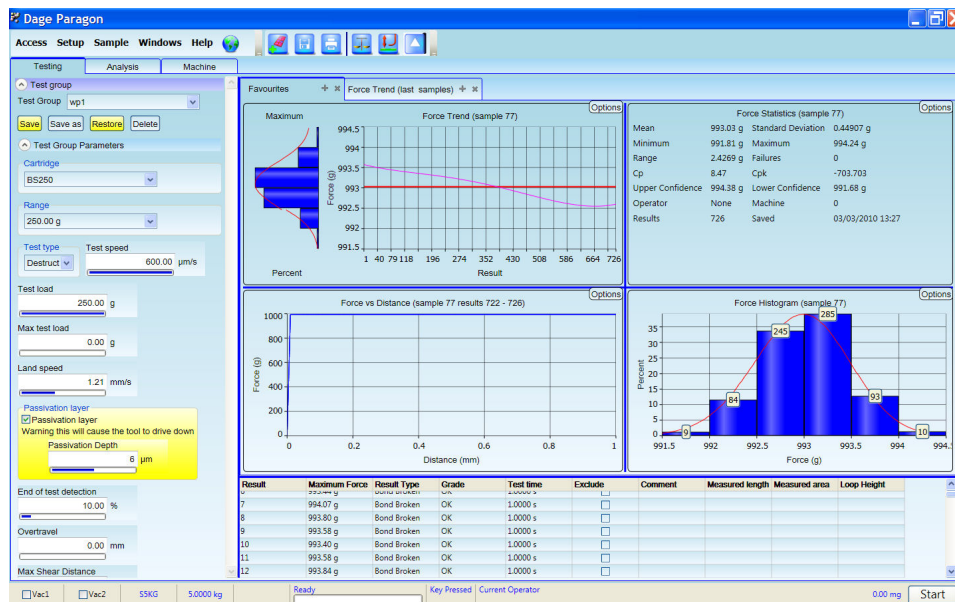 Dage Paragon
Access Setup Sample Windows Help
Testing Analysis Machine
Test group
Test Group wp1
Save Save as Restore Delete
Test Group Parameters
Cartridge
BS250
Range
250.00 g
Test type Test speed
Destruct 600.00 µm/s
Test load
250.00 g
Max test load
0.00 g
Land speed
1.21 mm/s
Passivation layer
Passivation layer
Warning this will cause the tool to drive down
Passivation Depth
6 µm
End of test detection
10.00 %
Overtravel
0.00 mm
Max Shear Distance
Favourites Force Trend (last samples)
Options
Maximum Force Trend (sample 77)
994.5
994
993.5
993
992.5
992
991.5
Force (g)
1 40 79 118 196 274 352 430 508 586 664 726
Percent Result
Options
Force Statistics (sample 77)
Mean 993.03 g Standard Deviation 0.44907 g
Minimum 991.81 g Maximum 994.24 g
Range 2.4269 g Failures 0
Cp 8.47 Cpk -703.703
Upper Confidence 994.38 g Lower Confidence 991.68 g
Operator None Machine 0
Results 726 Saved 03/03/2010 13:27
Options
Force vs Distance (sample 77 results 722 - 726)
1000
800
600
400
200
0
Force (g)
0 0.2 0.4 0.6 0.8 1
Distance (mm)
Options
Force Histogram (sample 77)
35
30
25
20
15
10
5
0
Percent
9 84 245 285 93 10
991.5 992 992.5 993 993.5 994 994.5
Force (g)
Result Maximum Force Result Type Grade Test time Exclude Comment Measured length Measured area Loop Height
6 993.44 g Bond Broken OK 1.0000 s
7 994.07 g Bond Broken OK 1.0000 s
8 993.80 g Bond Broken OK 1.0000 s
9 993.58 g Bond Broken OK 1.0000 s
10 993.40 g Bond Broken OK 1.0000 s
11 993.58 g Bond Broken OK 1.0000 s
12 993.84 g Bond Broken OK 1.0000 s
Vac1 Vac2 S5KG 5.0000 kg Ready Key Pressed Current Operator 0.00 mg Start